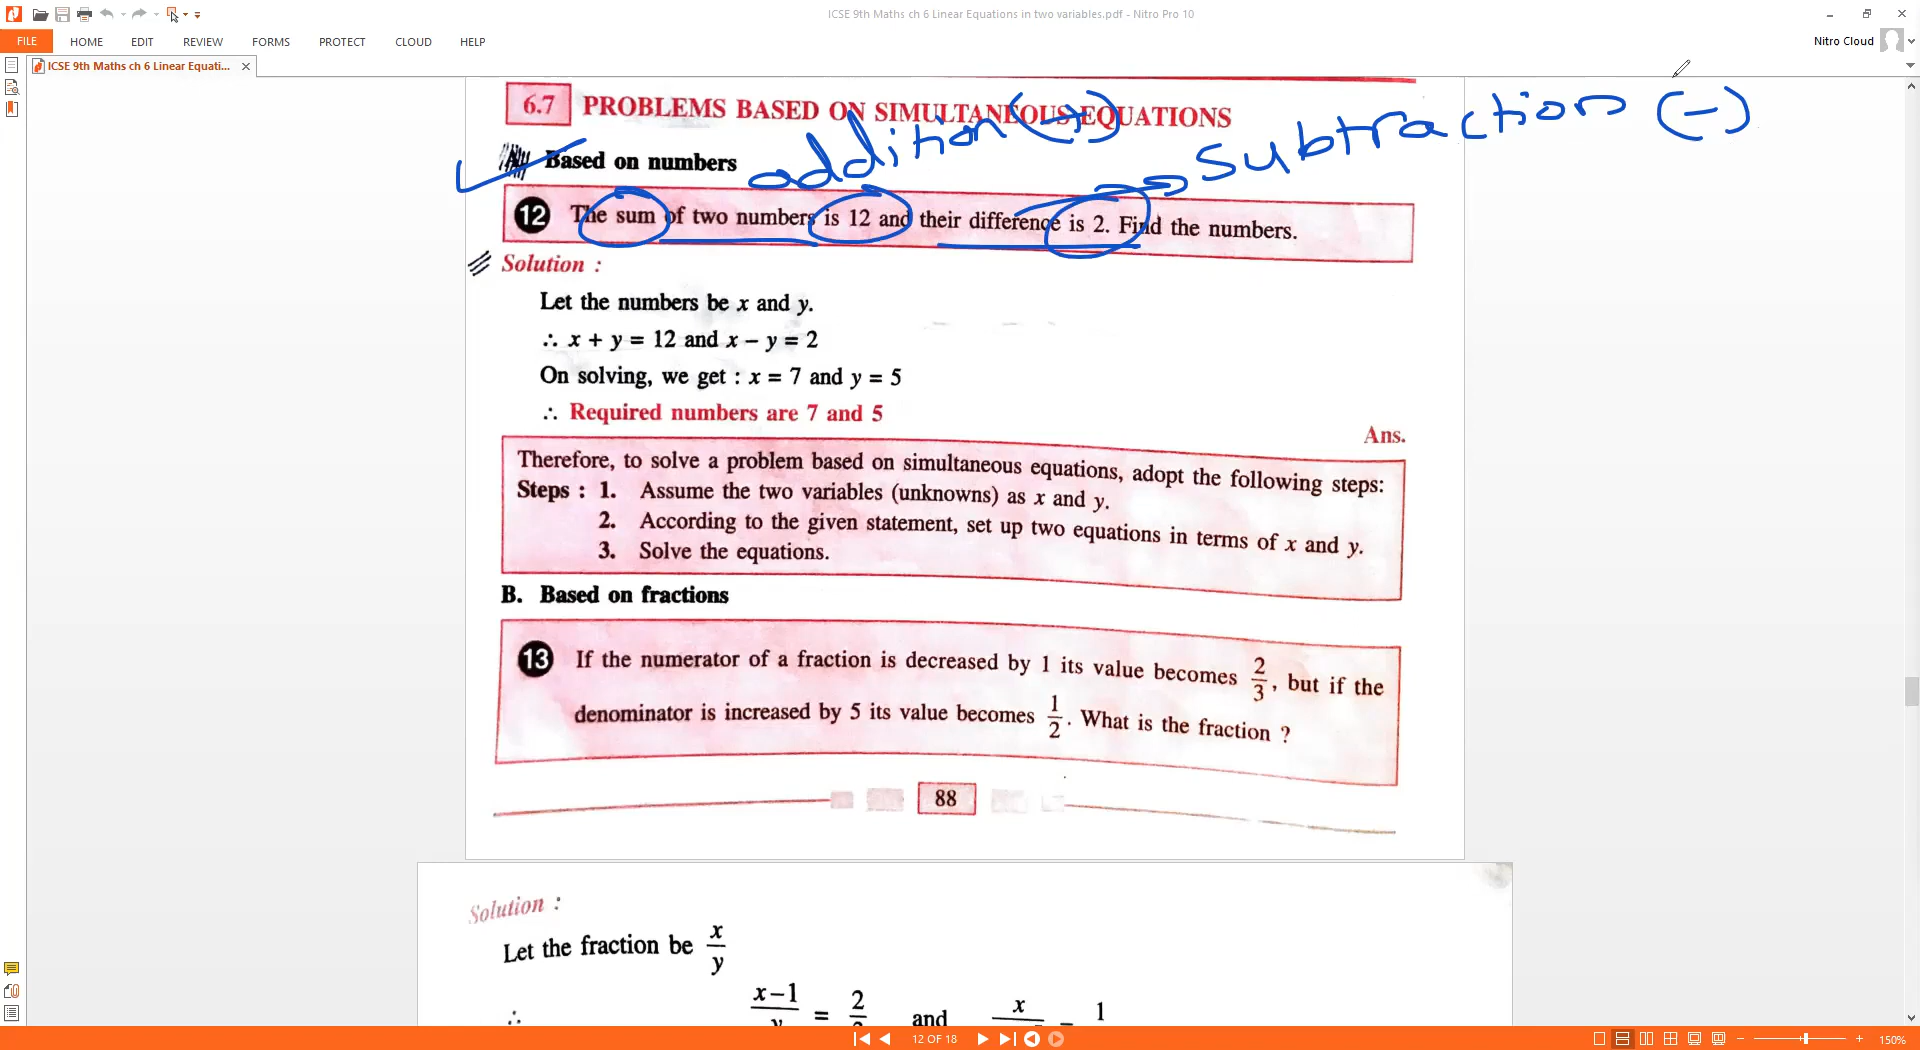 ICSE 9th Maths ch 6 Linear Equations in two variables.pdf - Nitro Pro 10
FILE HOME EDIT REVIEW FORMS PROTECT CLOUD HELP
Nitro Cloud
ICSE 9th Maths ch 6 Linear Equati...
6.7 PROBLEMS BASED ON SIMULTANEOUS EQUATIONS
addition (+)
subtraction (-)
Based on numbers
12 The sum of two numbers is 12 and their difference is 2. Find the numbers.
Solution :
Let the numbers be x and y.
∴ x + y = 12 and x − y = 2
On solving, we get : x = 7 and y = 5
∴ Required numbers are 7 and 5
Ans.
Therefore, to solve a problem based on simultaneous equations, adopt the following steps:
Steps : 1. Assume the two variables (unknowns) as x and y.
2. According to the given statement, set up two equations in terms of x and y.
3. Solve the equations.
B. Based on fractions
13 If the numerator of a fraction is decreased by 1 its value becomes 2/3, but if the
denominator is increased by 5 its value becomes 1/2. What is the fraction ?
88
Solution :
Let the fraction be x/y
∴ x−1/y = 2/3 and x = 1
12 OF 18
150%